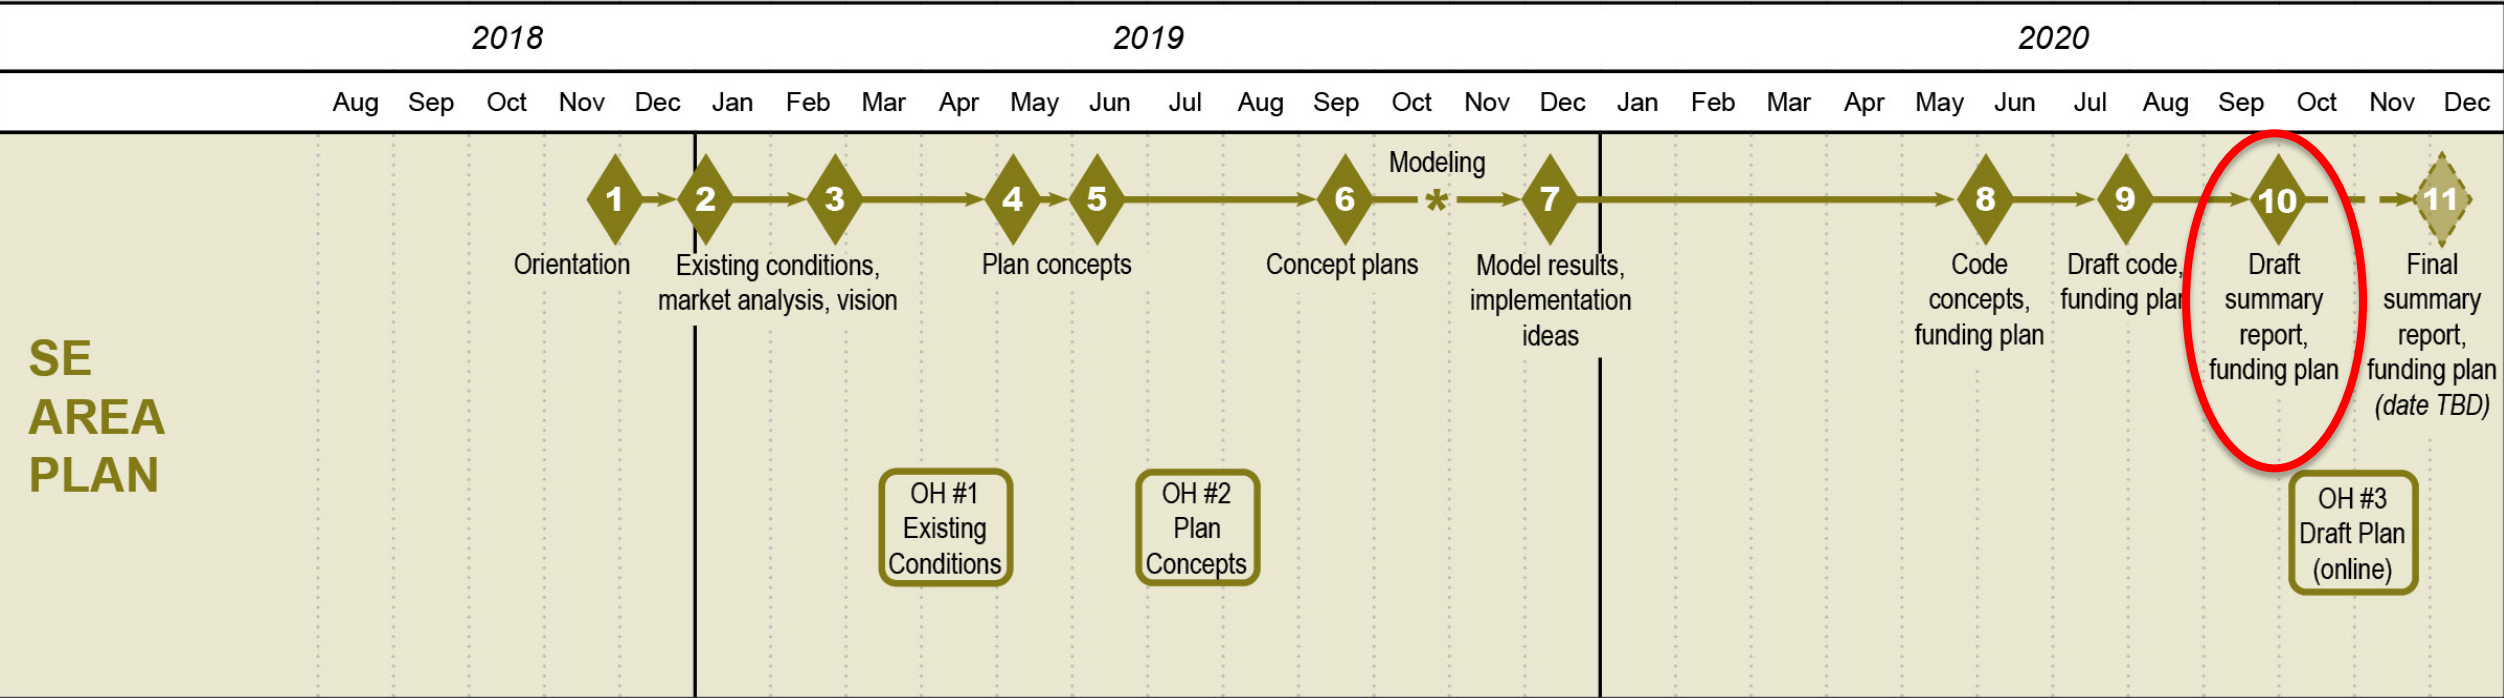 2018 2019 2020
Aug Sep Oct Nov Dec Jan Feb Mar Apr May Jun Jul Aug Sep Oct Nov Dec Jan Feb Mar Apr May Jun Jul Aug Sep Oct Nov Dec
SE
AREA
PLAN
Modeling
1 2 3 4 5 6 * 7 8 9 10 11
Orientation
Existing conditions,
market analysis, vision
Plan concepts
Concept plans
Model results,
implementation
ideas
Code
concepts,
funding plan
Draft code,
funding plan
Draft
summary
report,
funding plan
Final
summary
report,
funding plan
(date TBD)
OH #1
Existing
Conditions
OH #2
Plan
Concepts
OH #3
Draft Plan
(online)